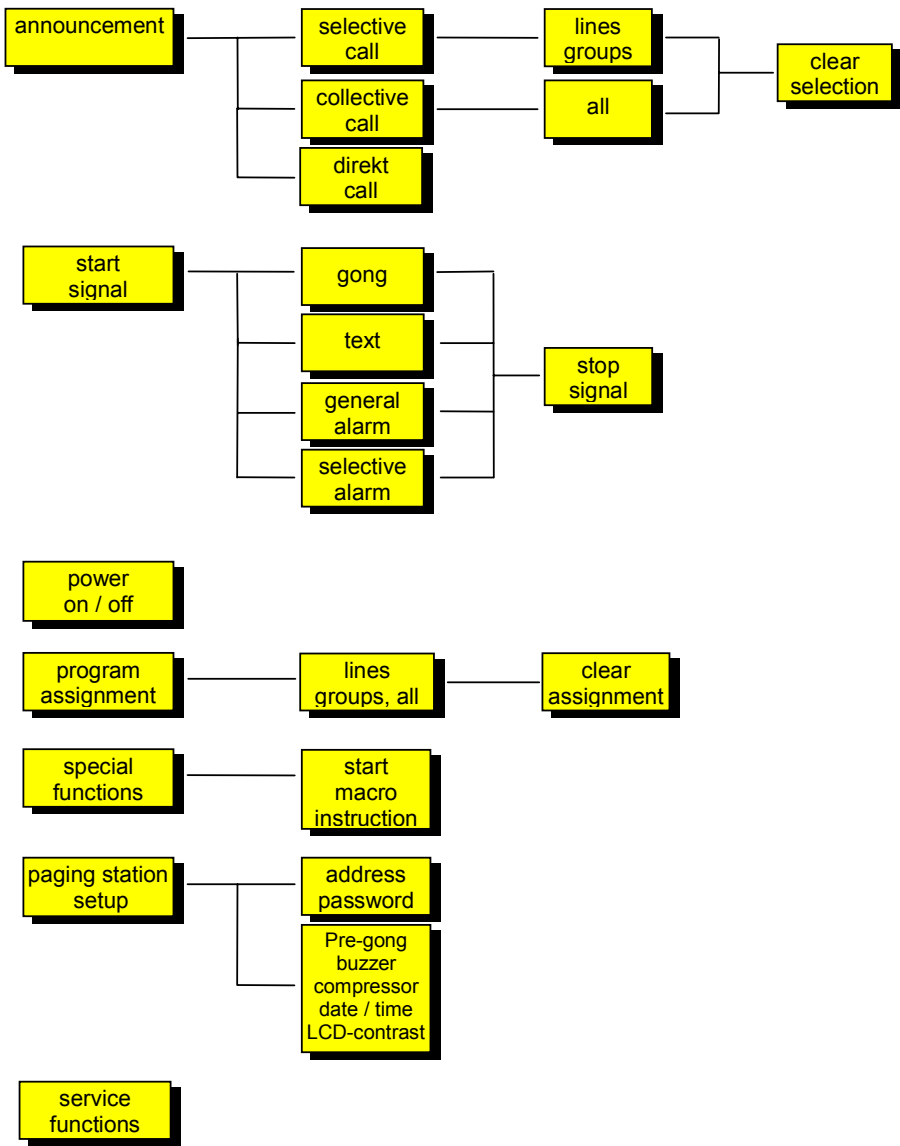 announcement
selective
call
lines
groups
clear
selection
collective
call
all
direkt
call
start
signal
gong
text
general
alarm
selective
alarm
stop
signal
power
on / off
program
assignment
lines
groups, all
clear
assignment
special
functions
start
macro
instruction
paging station
setup
address
password
Pre-gong
buzzer
compressor
date / time
LCD-contrast
service
functions